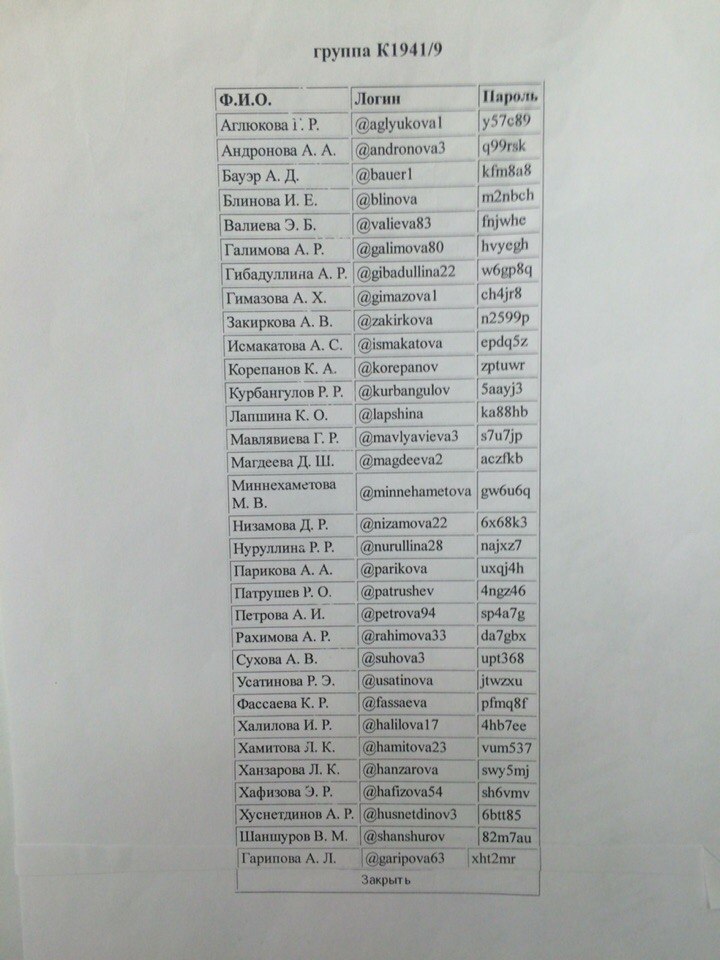 группа К1941/9
Ф.И.О. Логин Пароль
Аглюкова Г. Р. @aglyukova1 y57c89
Андронова А. А. @andronova3 q99rsk
Бауэр А. Д. @bauer1 kfm8a8
Блинова И. Е. @blinova m2nbch
Валиева Э. Б. @valieva83 fnjwhe
Галимова А. Р. @galimova80 hvyegh
Гибадуллина А. Р. @gibadullina22 w6gp8q
Гимазова А. Х. @gimazova1 ch4jr8
Закиркова А. В. @zakirkova n2599p
Исмакатова А. С. @ismakatova epdq5z
Корепанов К. А. @korepanov zptuwr
Курбангулов Р. Р. @kurbangulov 5aayj3
Лапшина К. О. @lapshina ka88hb
Мавлявиева Г. Р. @mavlyavieva3 s7u7jp
Магдеева Д. Ш. @magdeeva2 aczfkb
Миннехаметова
М. В. @minnehametova gw6u6q
Низамова Д. Р. @nizamova22 6x68k3
Нуруллина Р. Р. @nurullina28 najxz7
Парикова А. А. @parikova uxqj4h
Патрушев Р. О. @patrushev 4ngz46
Петрова А. И. @petrova94 sp4a7g
Рахимова А. Р. @rahimova33 da7gbx
Сухова А. В. @suhova3 upt368
Усатинова Р. Э. @usatinova jtwzxu
Фассаева К. Р. @fassaeva pfmq8f
Халилова И. Р. @halilova17 4hb7ee
Хамитова Л. К. @hamitova23 vum537
Ханзарова Л. К. @hanzarova swy5mj
Хафизова Э. Р. @hafizova54 sh6vmv
Хуснетдинов А. Р. @husnetdinov3 6btt85
Шаншуров В. М. @shanshurov 82m7au
Гарипова А. Л. @garipova63 xht2mr
Закрыть